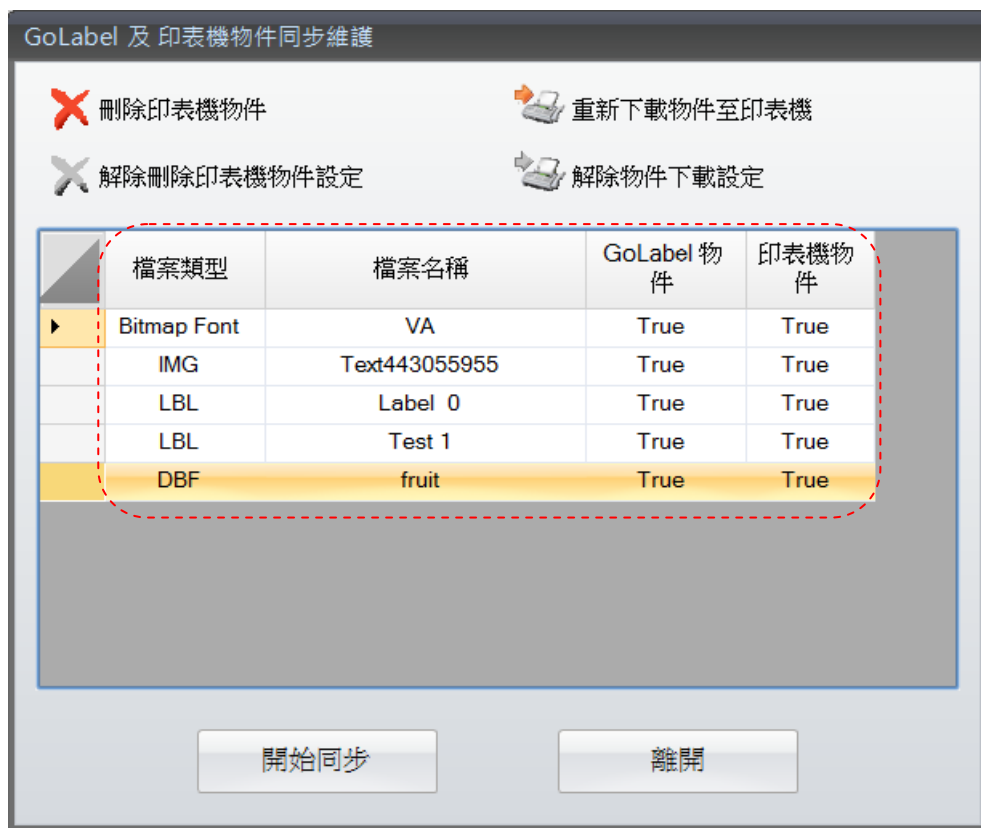 GoLabel 及 印表機物件同步維護
刪除印表機物件 重新下載物件至印表機
解除刪除印表機物件設定 解除物件下載設定
檔案類型 檔案名稱 GoLabel 物件 印表機物件
Bitmap Font VA True True
IMG Text443055955 True True
LBL Label 0 True True
LBL Test 1 True True
DBF fruit True True
開始同步 離開